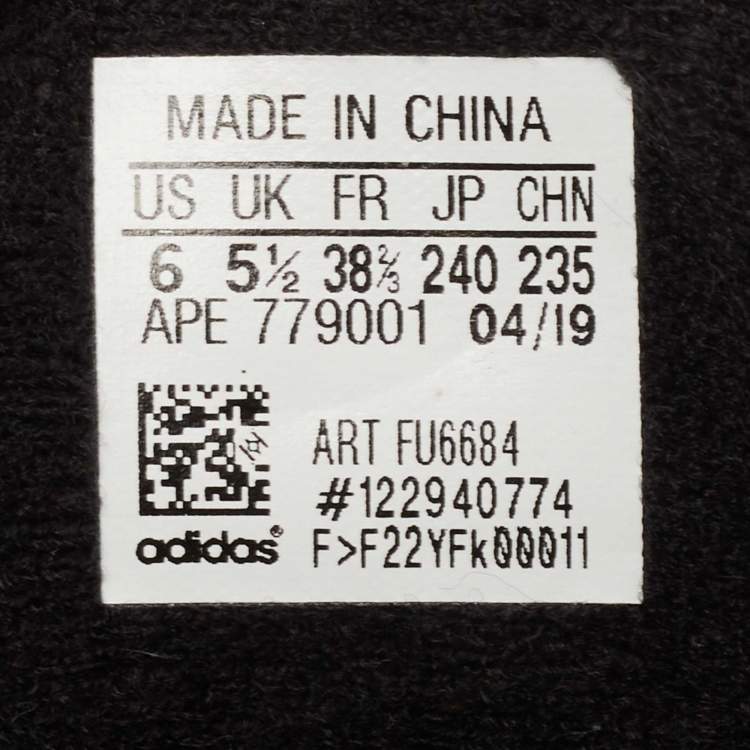 MADE IN CHINA
US UK FR JP CHN
6 5½ 38⅔ 240 235
APE 779001 04/19
ART FU6684
#122940774
adidas® F>F22YFk00011